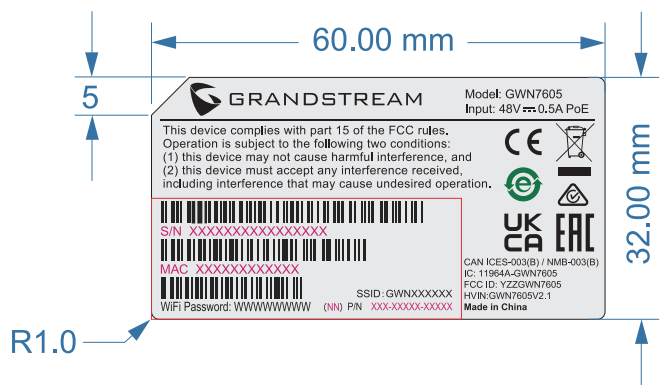 60.00 mm
5
GRANDSTREAM
Model: GWN7605
Input: 48V⎓0.5A PoE
This device complies with part 15 of the FCC rules.
Operation is subject to the following two conditions:
(1) this device may not cause harmful interference, and
(2) this device must accept any interference received,
including interference that may cause undesired operation.
CE
e
UK
CA
EAC
32.00 mm
S/N XXXXXXXXXXXXXXXX
MAC XXXXXXXXXXXX
SSID:GWNXXXXXX
WiFi Password: WWWWWWWW
(NN) P/N XXX-XXXXX-XXXXX
CAN ICES-003(B) / NMB-003(B)
IC: 11964A-GWN7605
FCC ID: YZZGWN7605
HVIN:GWN7605V2.1
Made in China
R1.0